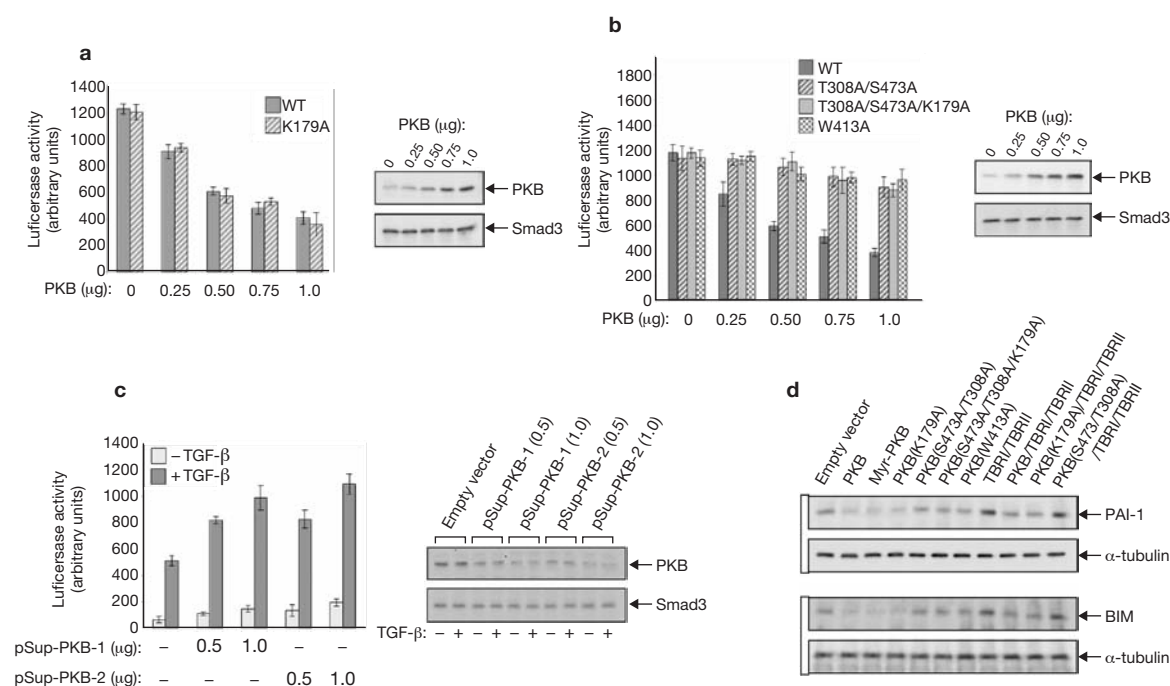 a
1400
1200
1000
800
600
400
200
0
Luficersase activity
(arbitrary units)
WT
K179A
PKB (µg): 0 0.25 0.50 0.75 1.0
PKB (µg):
0 0.25 0.50 0.75 1.0
PKB
Smad3
b
1800
1600
1400
1200
1000
800
600
400
200
0
Luficersase activity
(arbitrary units)
WT
T308A/S473A
T308A/S473A/K179A
W413A
PKB (µg): 0 0.25 0.50 0.75 1.0
PKB (µg):
0 0.25 0.50 0.75 1.0
PKB
Smad3
c
1400
1200
1000
800
600
400
200
0
Luficersase activity
(arbitrary units)
– TGF-β
+ TGF-β
pSup-PKB-1 (µg): – 0.5 1.0 – –
pSup-PKB-2 (µg): – – – 0.5 1.0
Empty vector
pSup-PKB-1 (0.5)
pSup-PKB-1 (1.0)
pSup-PKB-2 (0.5)
pSup-PKB-2 (1.0)
PKB
Smad3
TGF-β: – + – + – + – + – +
d
Empty vector
PKB
Myr-PKB
PKB(K179A)
PKB(S473A/T308A)
PKB(S473A/T308A/K179A)
PKB(W413A)
TBRI/TBRII
PKB/TBRI/TBRII
PKB(K179A)/TBRI/TBRII
PKB(S473/T308A)
/TBRI/TBRII
PAI-1
α-tubulin
BIM
α-tubulin